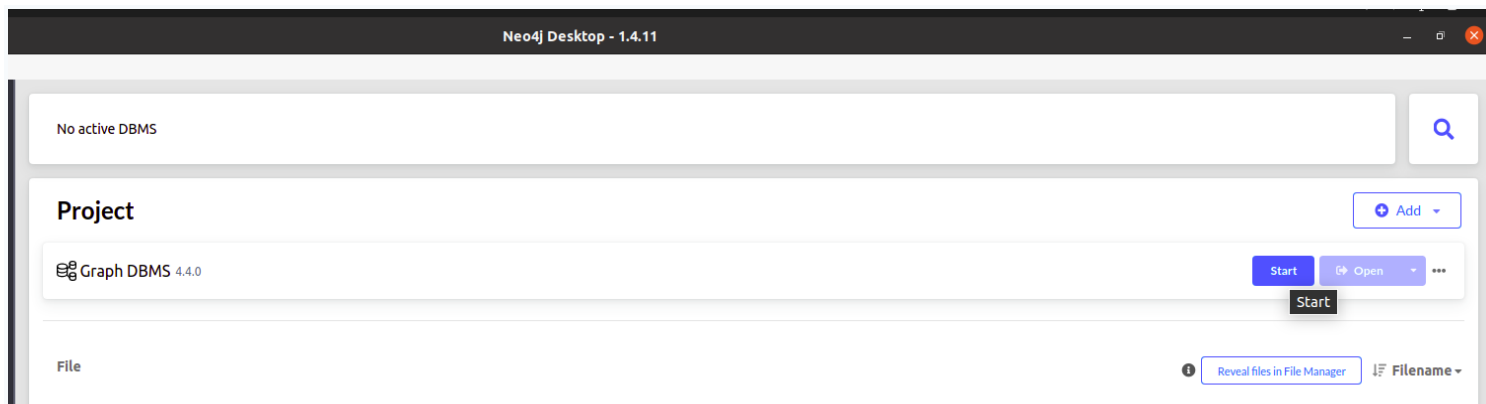 Neo4j Desktop - 1.4.11
No active DBMS
Project
Add
Graph DBMS 4.4.0
Start
Open
Start
File
Reveal files in File Manager
Filename